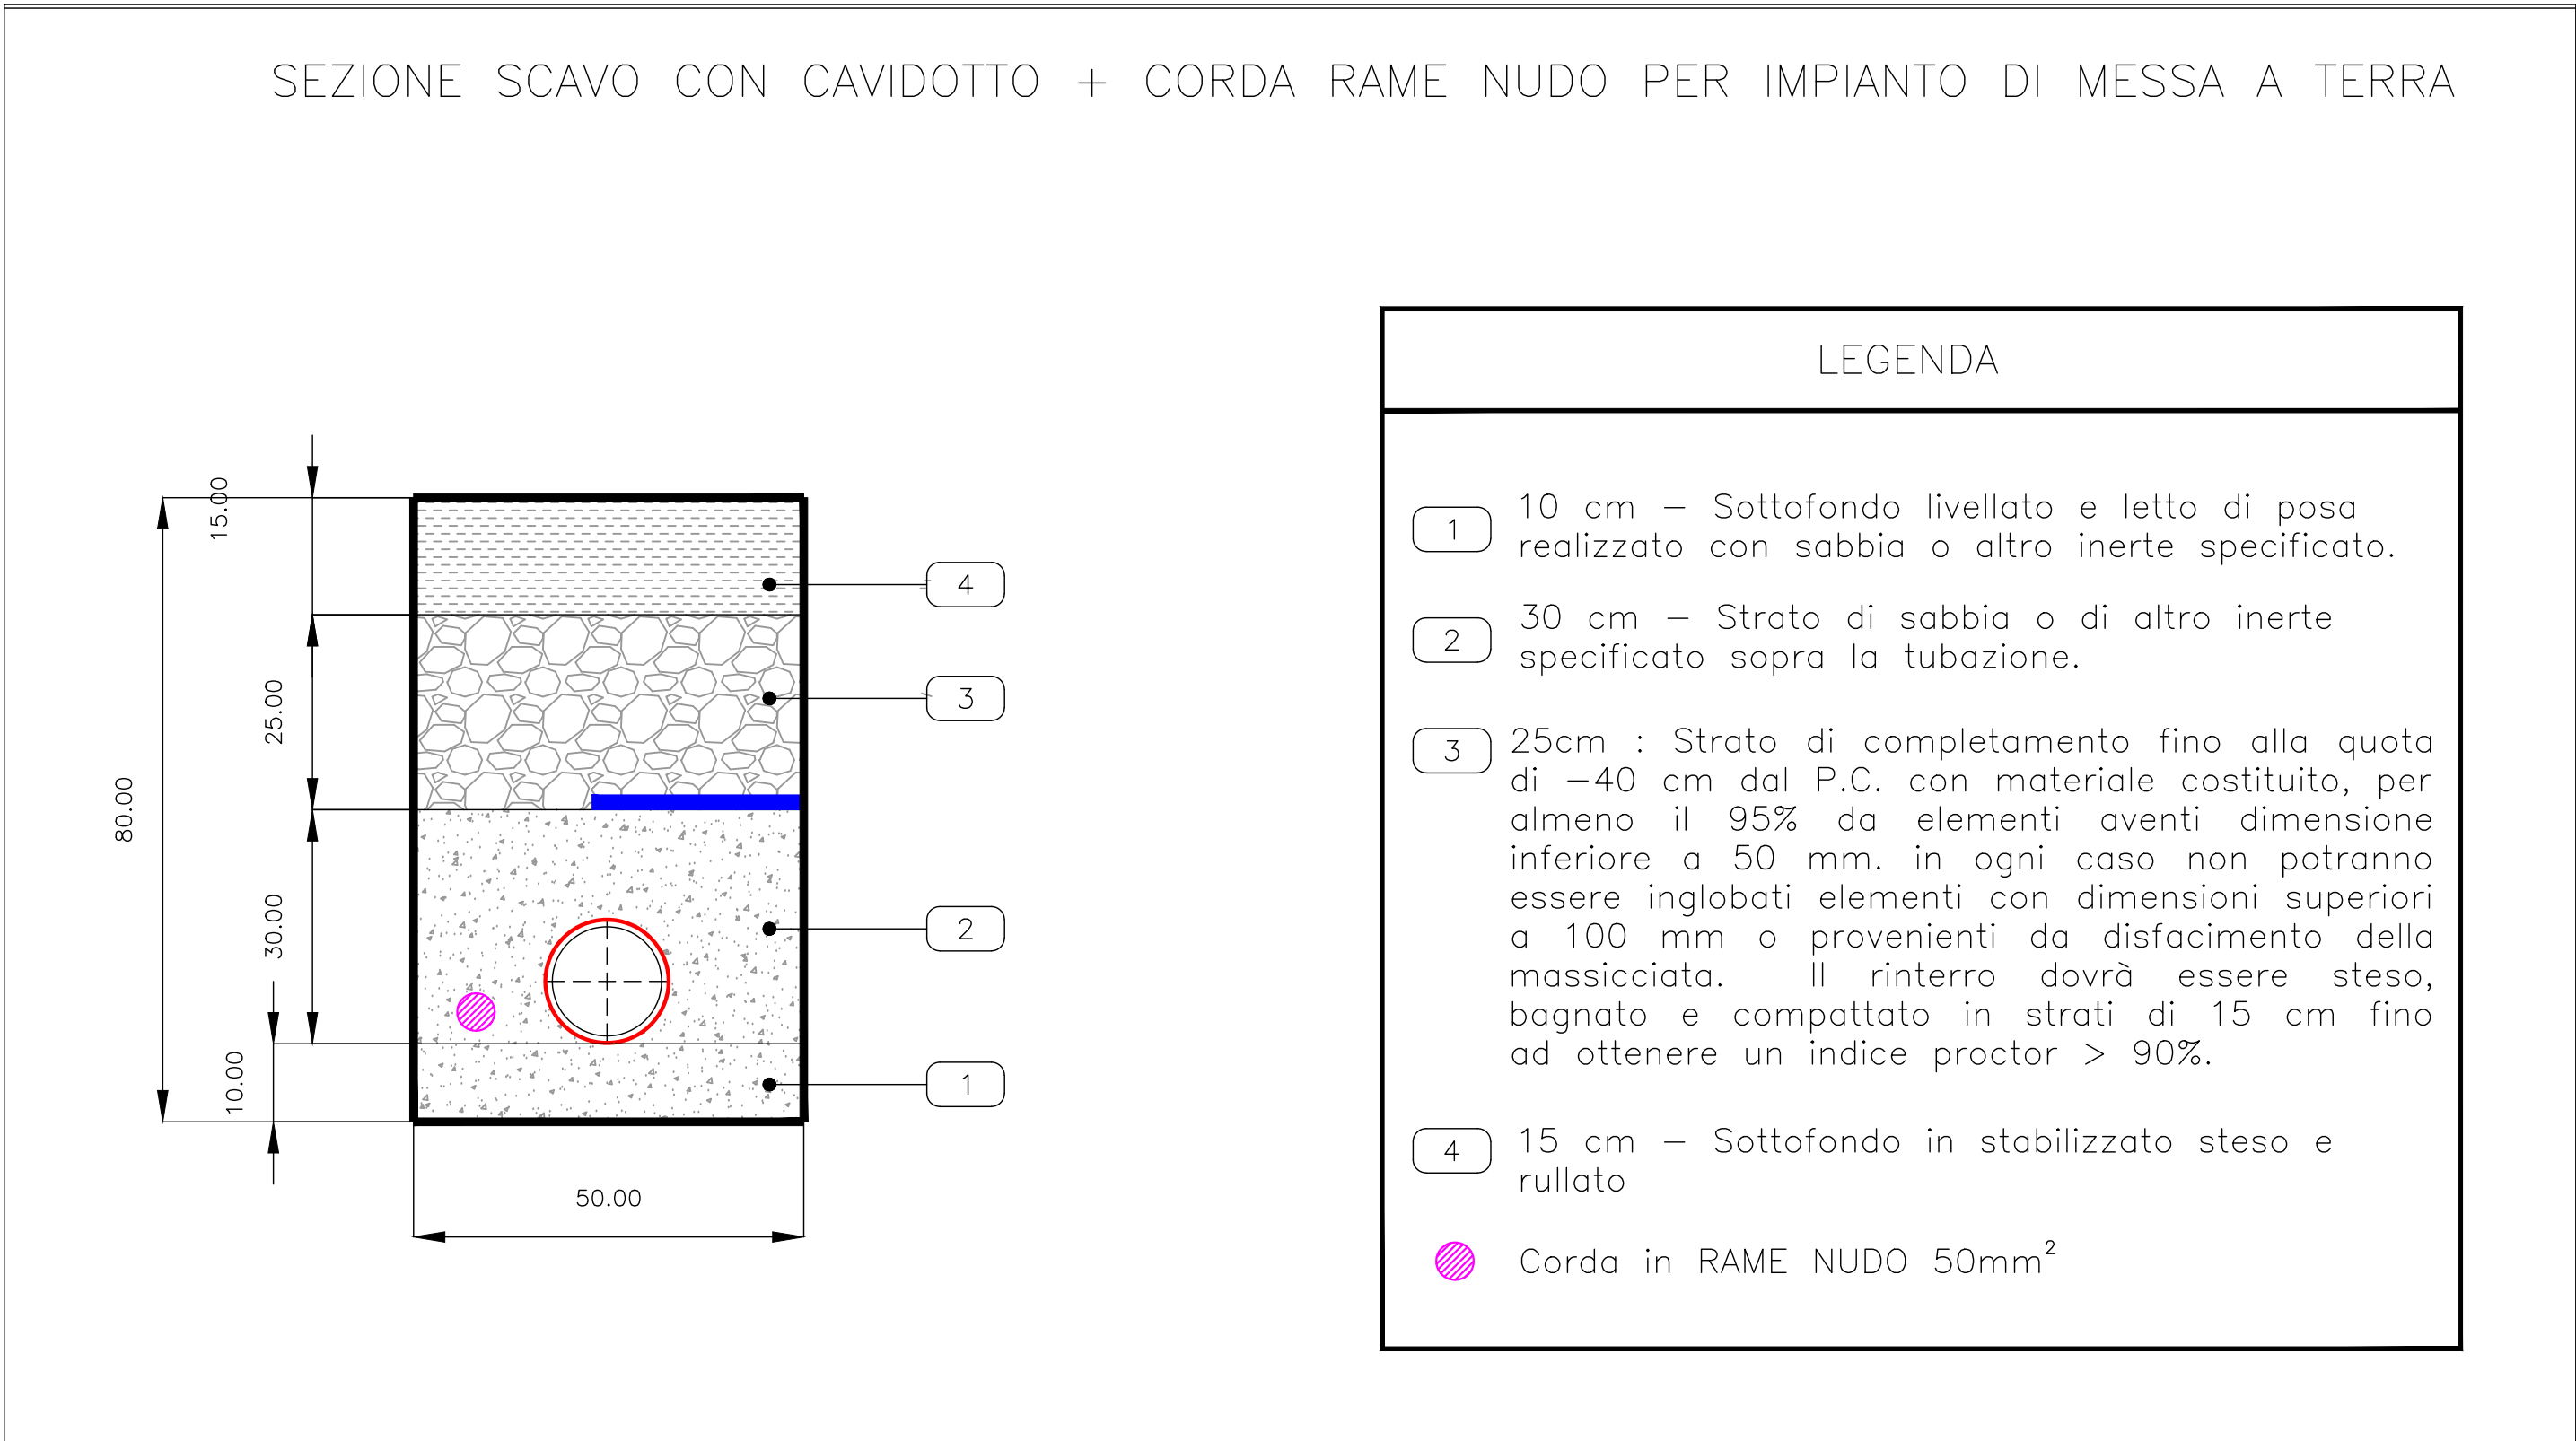 SEZIONE SCAVO CON CAVIDOTTO + CORDA RAME NUDO PER IMPIANTO DI MESSA A TERRA
15.00
25.00
80.00
30.00
10.00
50.00
4
3
2
1
LEGENDA
1
10 cm – Sottofondo livellato e letto di posa
realizzato con sabbia o altro inerte specificato.
2
30 cm – Strato di sabbia o di altro inerte
specificato sopra la tubazione.
3
25cm : Strato di completamento fino alla quota
di –40 cm dal P.C. con materiale costituito, per
almeno il 95% da elementi aventi dimensione
inferiore a 50 mm. in ogni caso non potranno
essere inglobati elementi con dimensioni superiori
a 100 mm o provenienti da disfacimento della
massicciata. Il rinterro dovrà essere steso,
bagnato e compattato in strati di 15 cm fino
ad ottenere un indice proctor > 90%.
4
15 cm – Sottofondo in stabilizzato steso e
rullato
Corda in RAME NUDO 50mm²